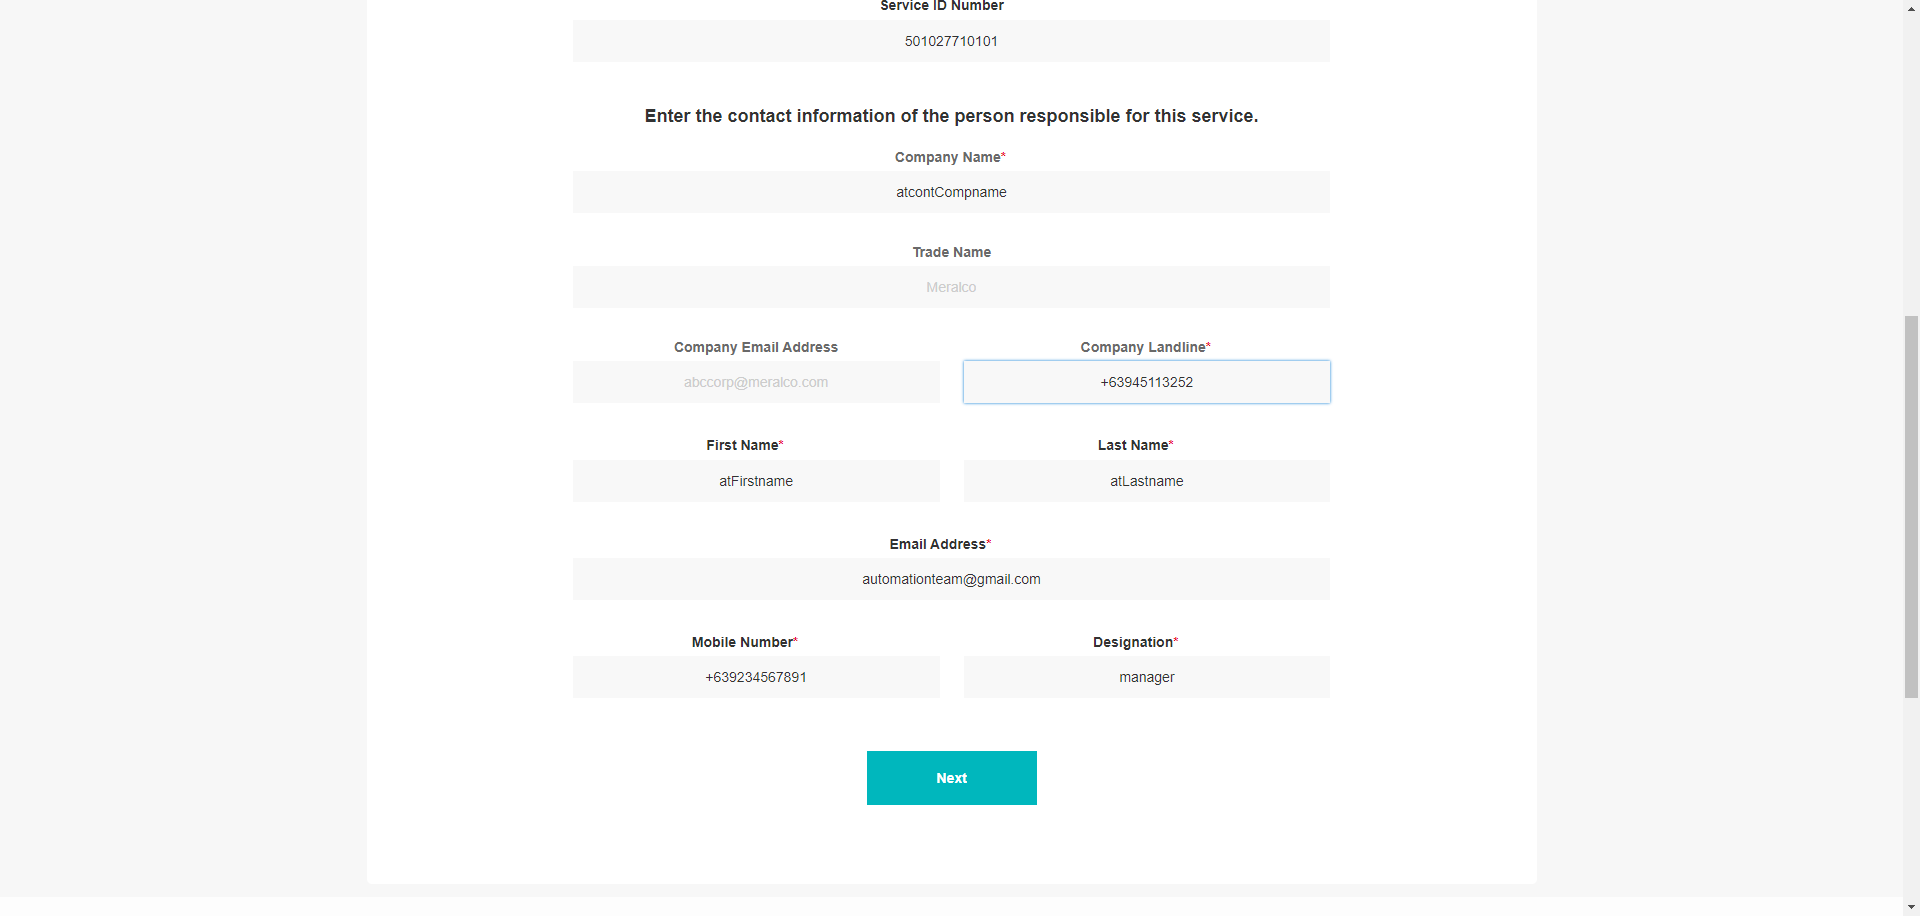 Service ID Number
501027710101
Enter the contact information of the person responsible for this service.
Company Name*
atcontCompname
Trade Name
Meralco
Company Email Address
abccorp@meralco.com
Company Landline*
+63945113252
First Name*
atFirstname
Last Name*
atLastname
Email Address*
automationteam@gmail.com
Mobile Number*
+639234567891
Designation*
manager
Next